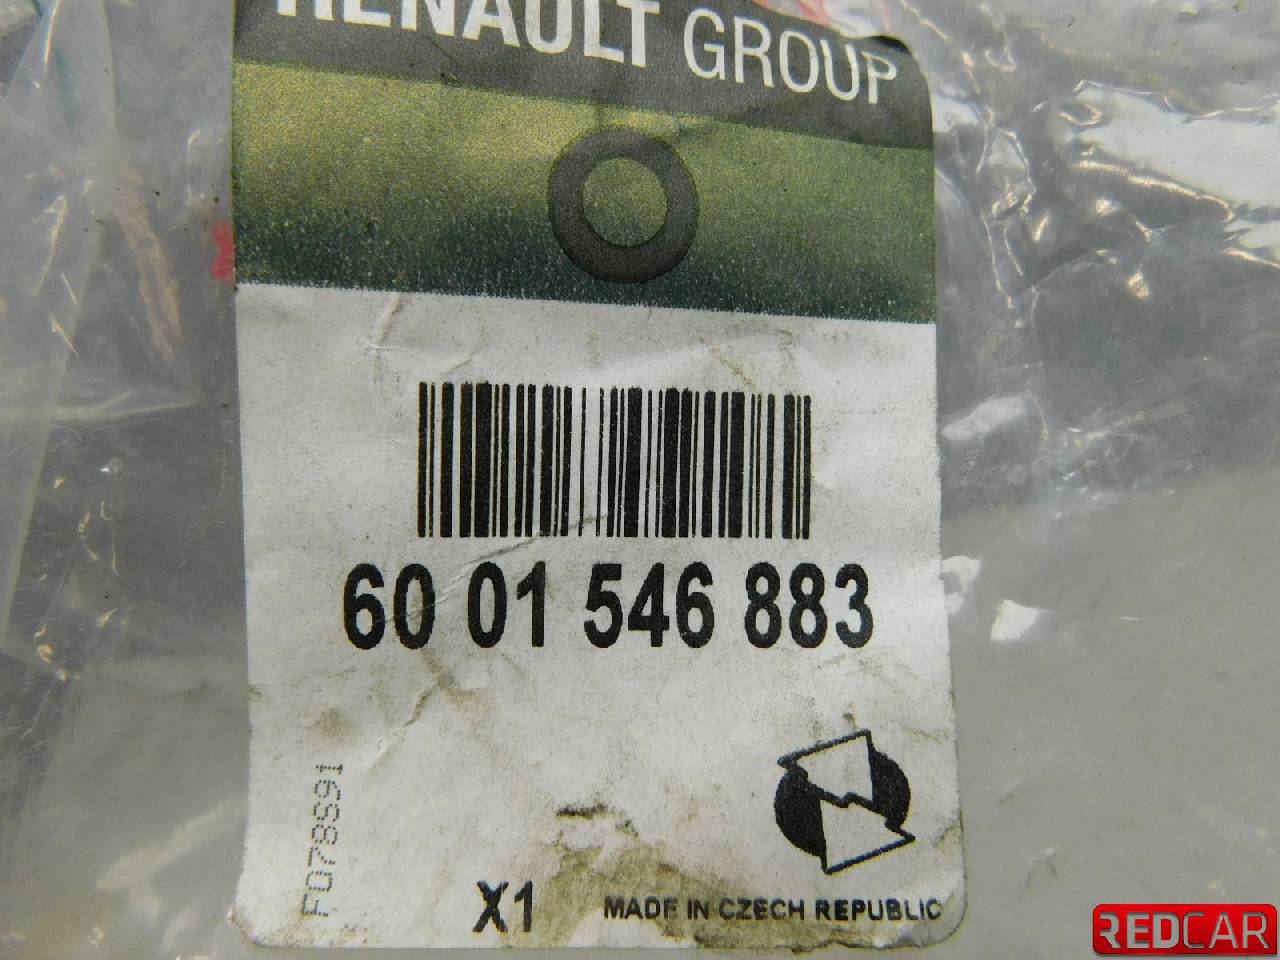 RENAULT GROUP
60 01 546 883
F078S91
X1
MADE IN CZECH REPUBLIC
REDCAR